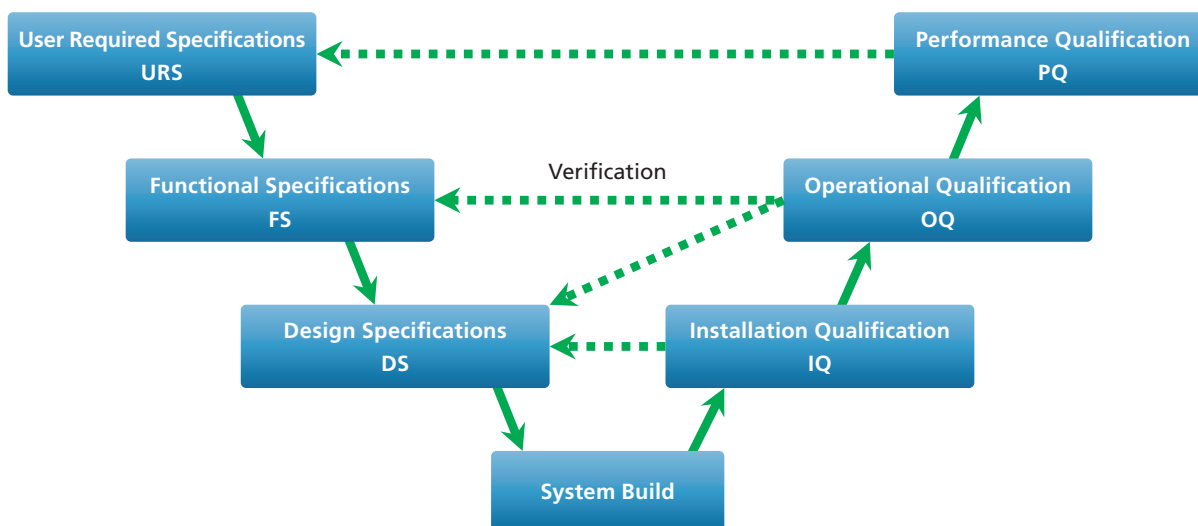 User Required Specifications
URS
Performance Qualification
PQ
Functional Specifications
FS
Verification
Operational Qualification
OQ
Design Specifications
DS
Installation Qualification
IQ
System Build